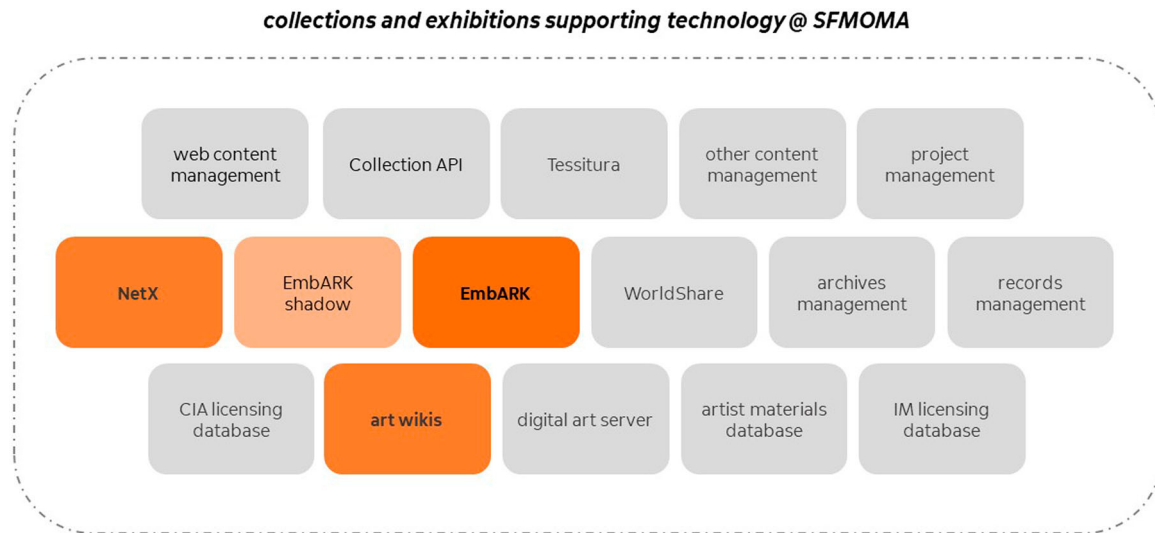 collections and exhibitions supporting technology @ SFMOMA
web content
management
Collection API
Tessitura
other content
management
project
management
NetX
EmbARK
shadow
EmbARK
WorldShare
archives
management
records
management
CIA licensing
database
art wikis
digital art server
artist materials
database
IM licensing
database